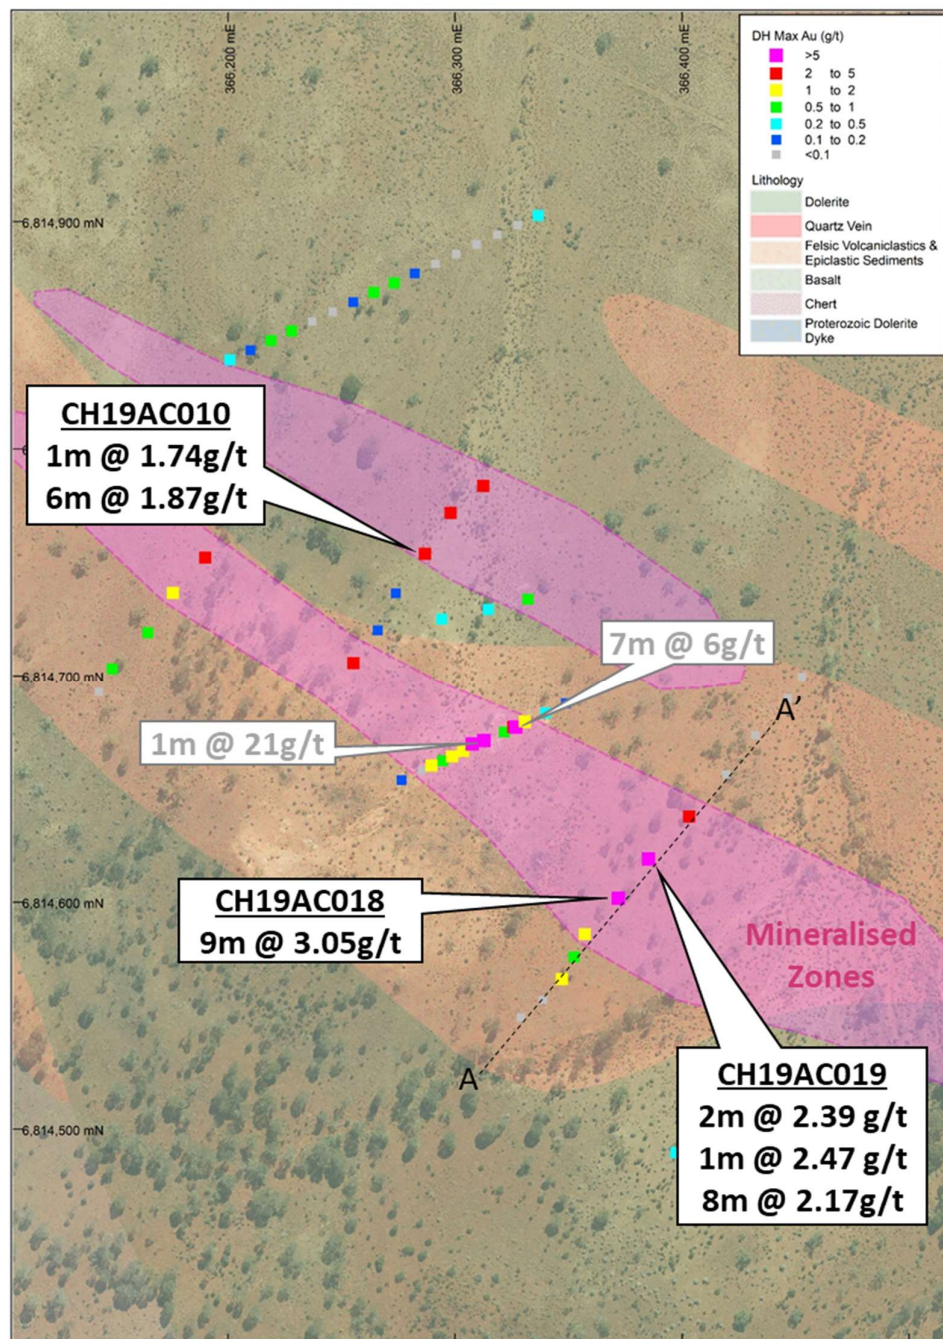 366,200 mE
366,300 mE
366,400 mE
DH Max Au (g/t)
>5
2 to 5
1 to 2
0.5 to 1
0.2 to 0.5
0.1 to 0.2
<0.1
Lithology
Dolerite
Quartz Vein
Felsic Volcaniclastics &
Epiclastic Sediments
Basalt
Chert
Proterozoic Dolerite
Dyke
6,814,900 mN
CH19AC010
1m @ 1.74g/t
6m @ 1.87g/t
7m @ 6g/t
6,814,700 mN
A'
1m @ 21g/t
CH19AC018
9m @ 3.05g/t
6,814,600 mN
Mineralised
Zones
A
CH19AC019
2m @ 2.39 g/t
1m @ 2.47 g/t
8m @ 2.17g/t
6,814,500 mN